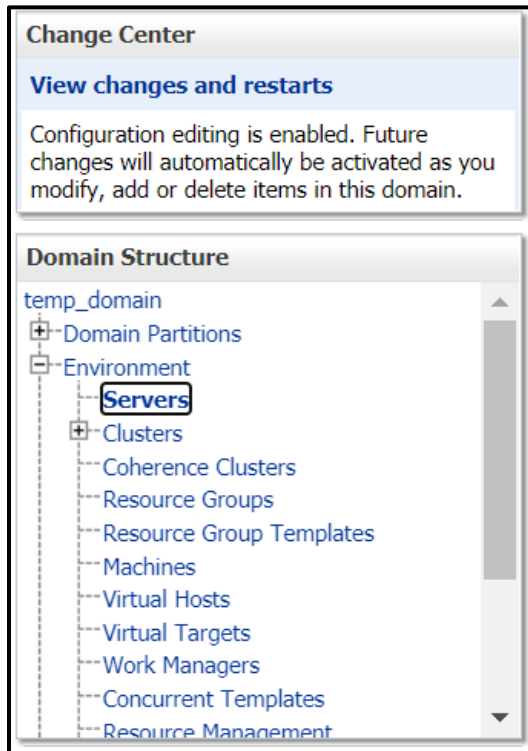 Change Center
View changes and restarts
Configuration editing is enabled. Future
changes will automatically be activated as you
modify, add or delete items in this domain.
Domain Structure
temp_domain
Domain Partitions
Environment
Servers
Clusters
Coherence Clusters
Resource Groups
Resource Group Templates
Machines
Virtual Hosts
Virtual Targets
Work Managers
Concurrent Templates
Resource Management